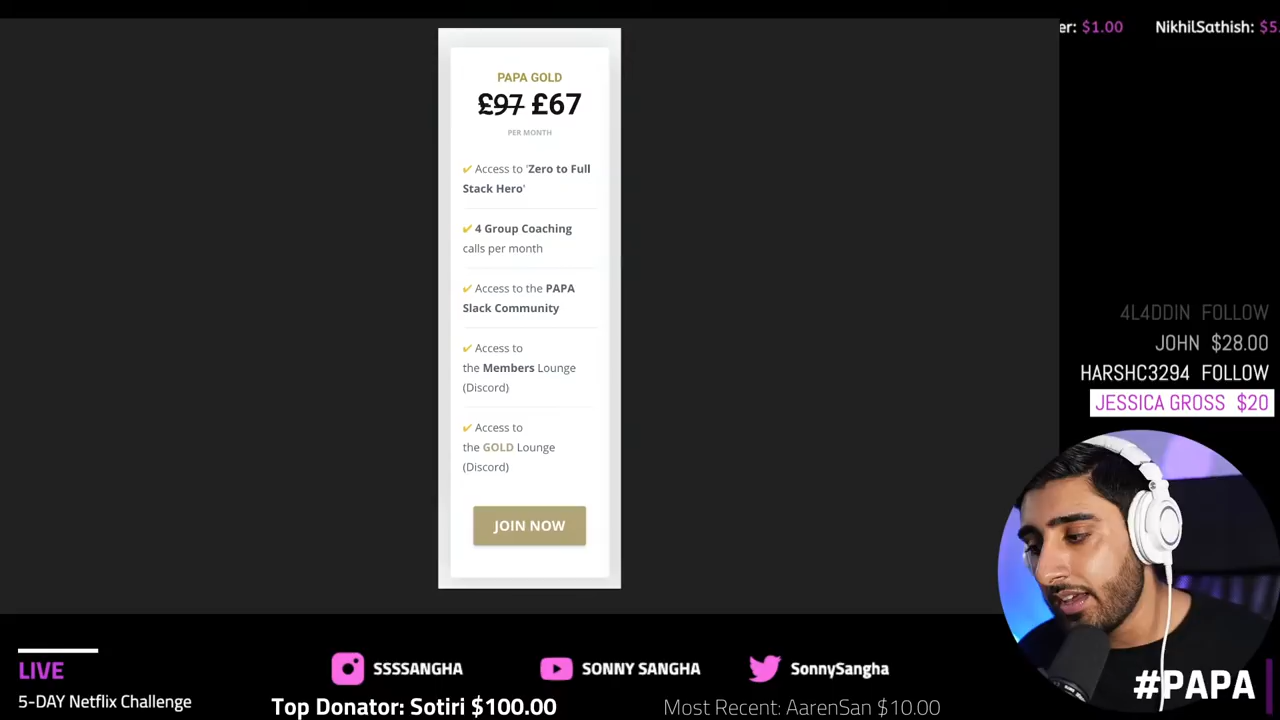 er: $1.00 NikhilSathish: $5.
PAPA GOLD
£97 £67
PER MONTH
✔ Access to 'Zero to Full
Stack Hero'
✔ 4 Group Coaching
calls per month
✔ Access to the PAPA
Slack Community
✔ Access to
the Members Lounge
(Discord)
✔ Access to
the GOLD Lounge
(Discord)
JOIN NOW
4L4DDIN FOLLOW
JOHN $28.00
HARSHC3294 FOLLOW
JESSICA GROSS $20
LIVE
5-DAY Netflix Challenge
SSSSANGHA
SONNY SANGHA
SonnySangha
Top Donator: Sotiri $100.00
Most Recent: AarenSan $10.00
#PAPA